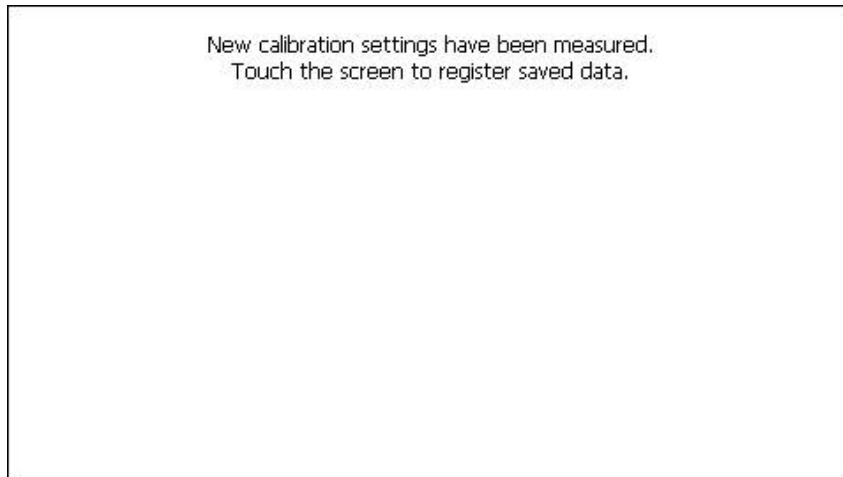 New calibration settings have been measured.
Touch the screen to register saved data.